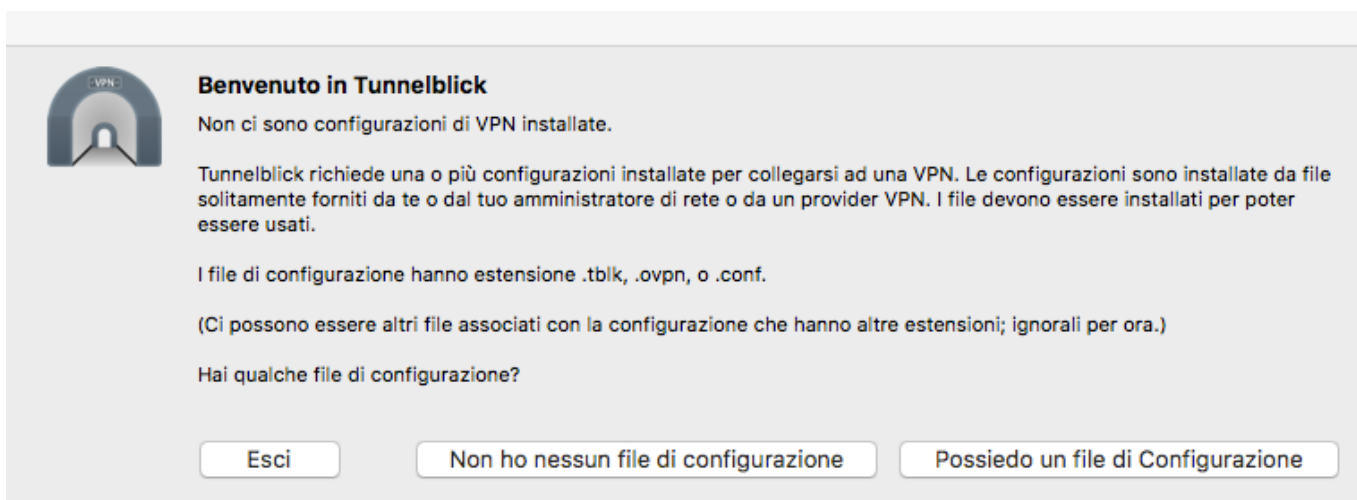 VPN
Benvenuto in Tunnelblick
Non ci sono configurazioni di VPN installate.
Tunnelblick richiede una o più configurazioni installate per collegarsi ad una VPN. Le configurazioni sono installate da file
solitamente forniti da te o dal tuo amministratore di rete o da un provider VPN. I file devono essere installati per poter
essere usati.
I file di configurazione hanno estensione .tblk, .ovpn, o .conf.
(Ci possono essere altri file associati con la configurazione che hanno altre estensioni; ignorali per ora.)
Hai qualche file di configurazione?
Esci
Non ho nessun file di configurazione
Possiedo un file di Configurazione